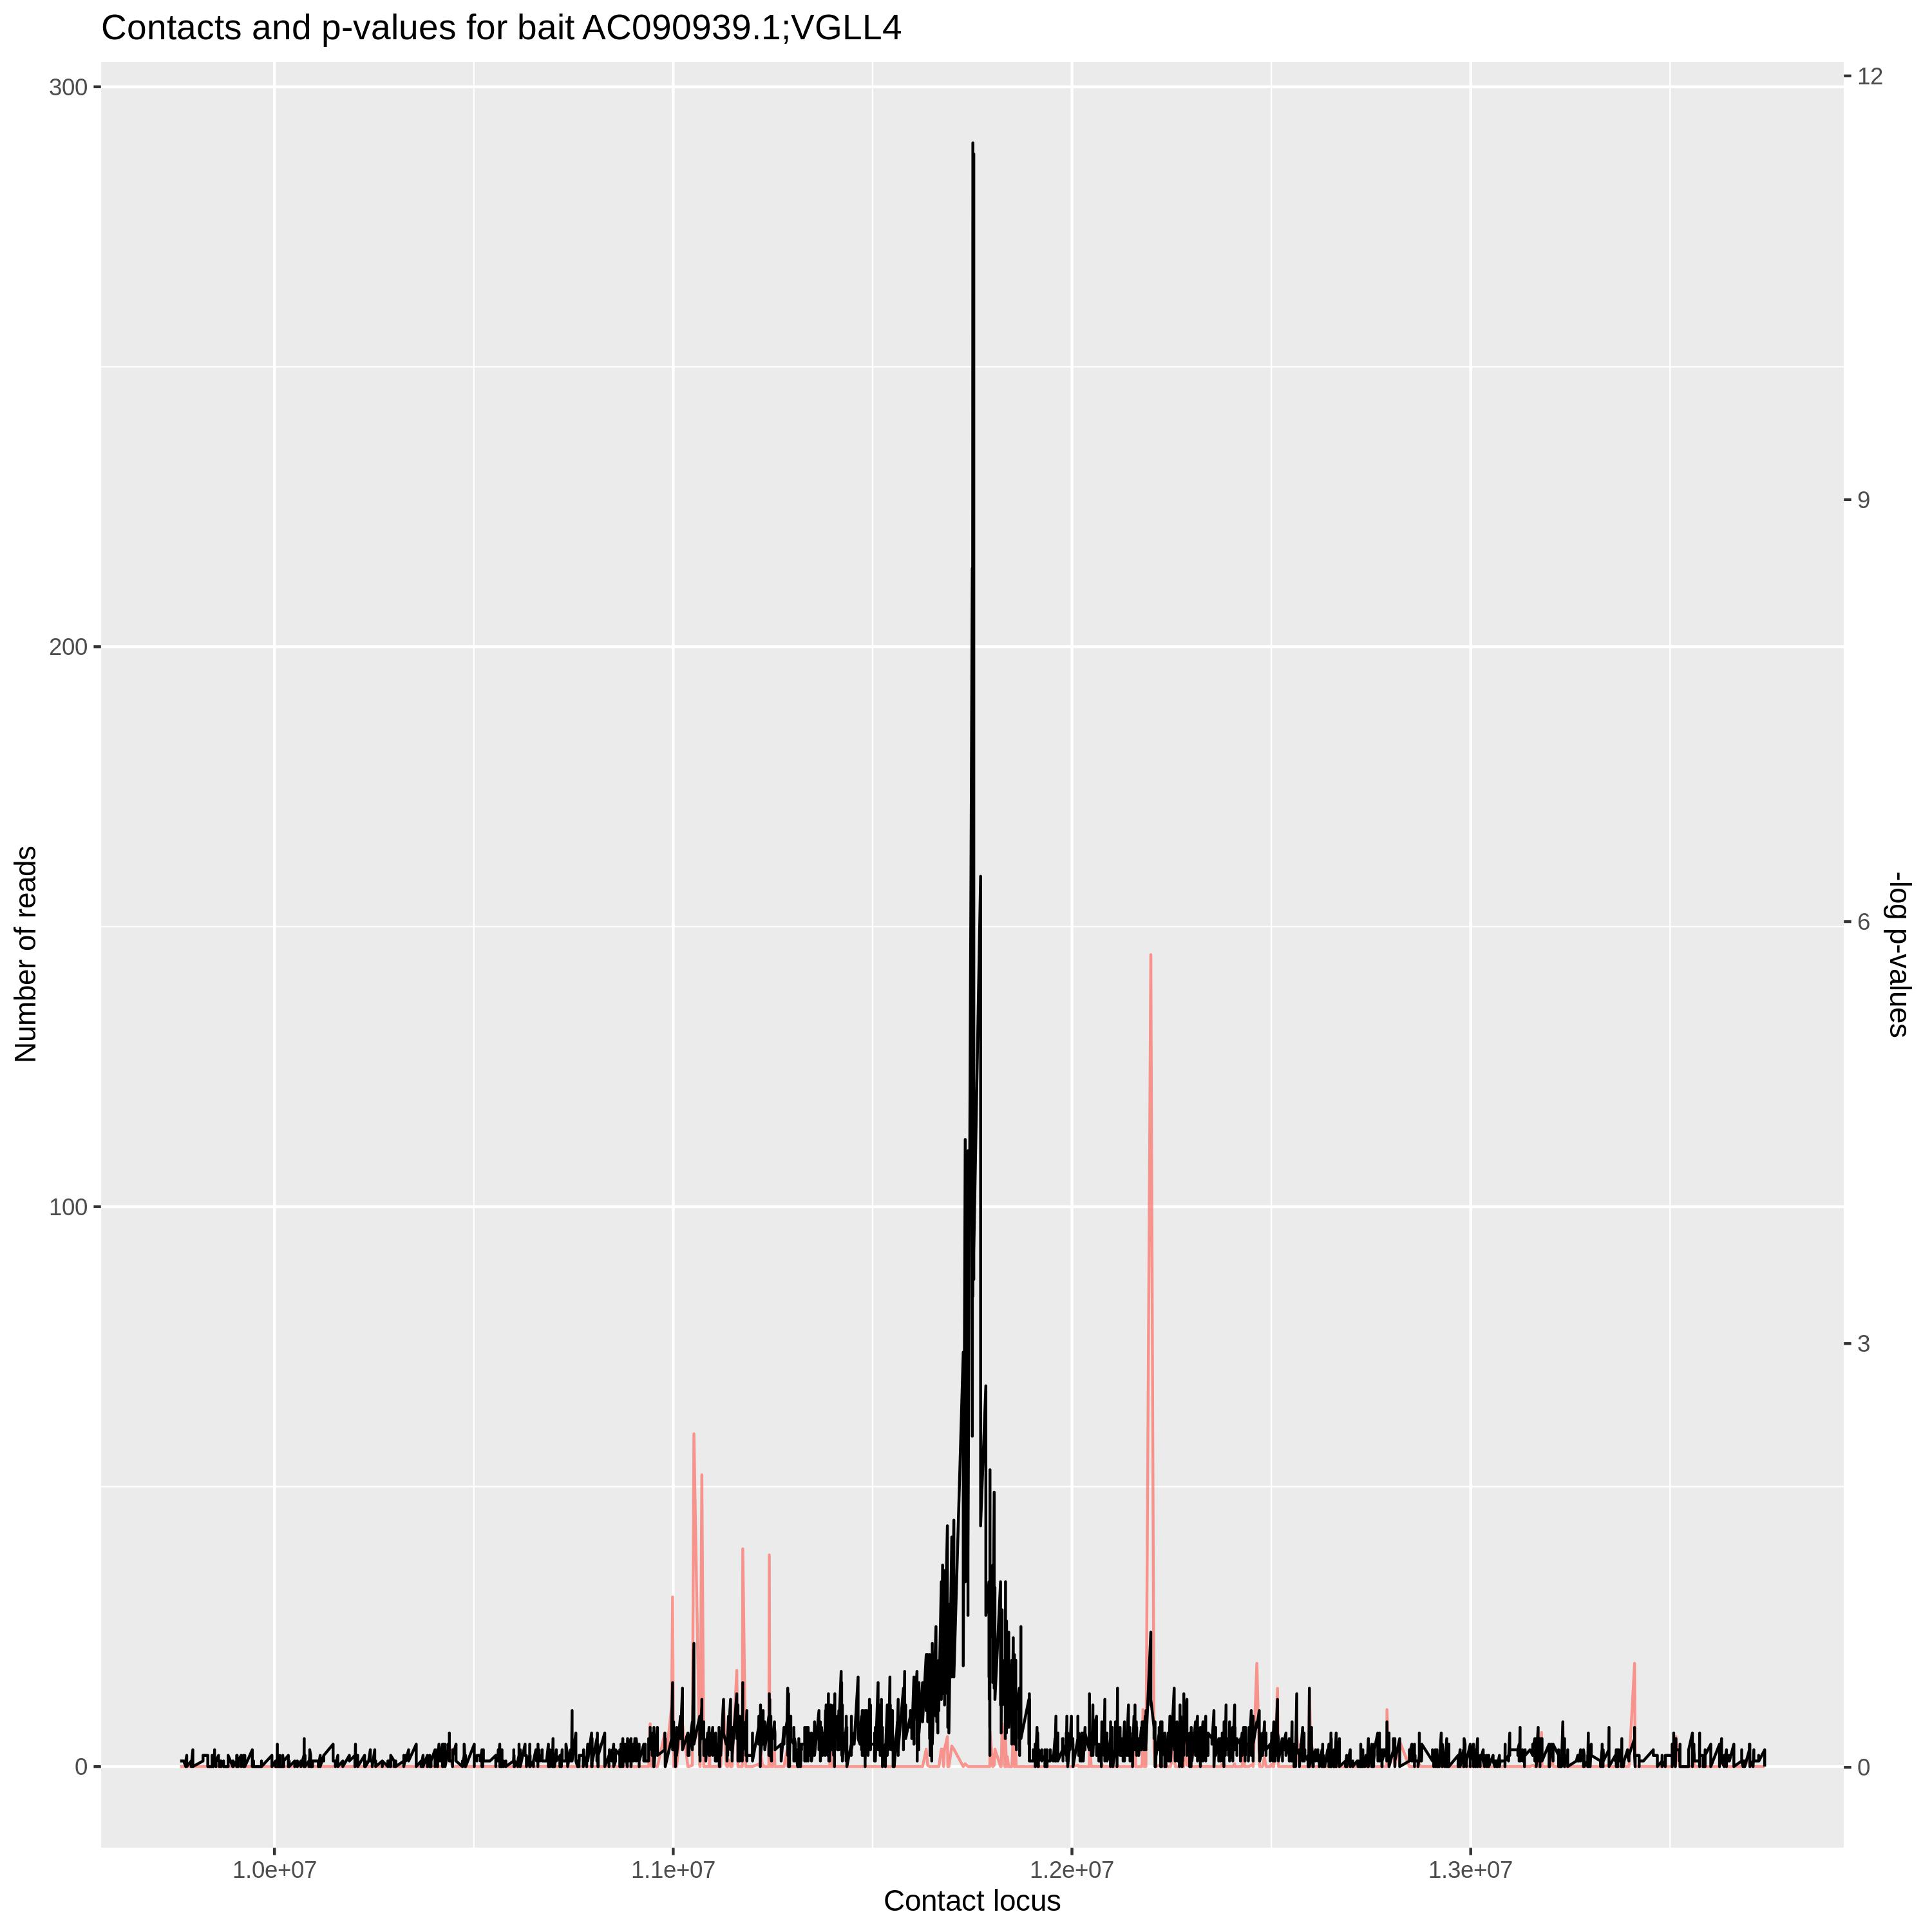 Contacts and p-values for bait AC090939.1;VGLL4
300
200
100
0
Number of reads
12
9
6
3
0
-log p-values
1.0e+07 1.1e+07 1.2e+07 1.3e+07
Contact locus